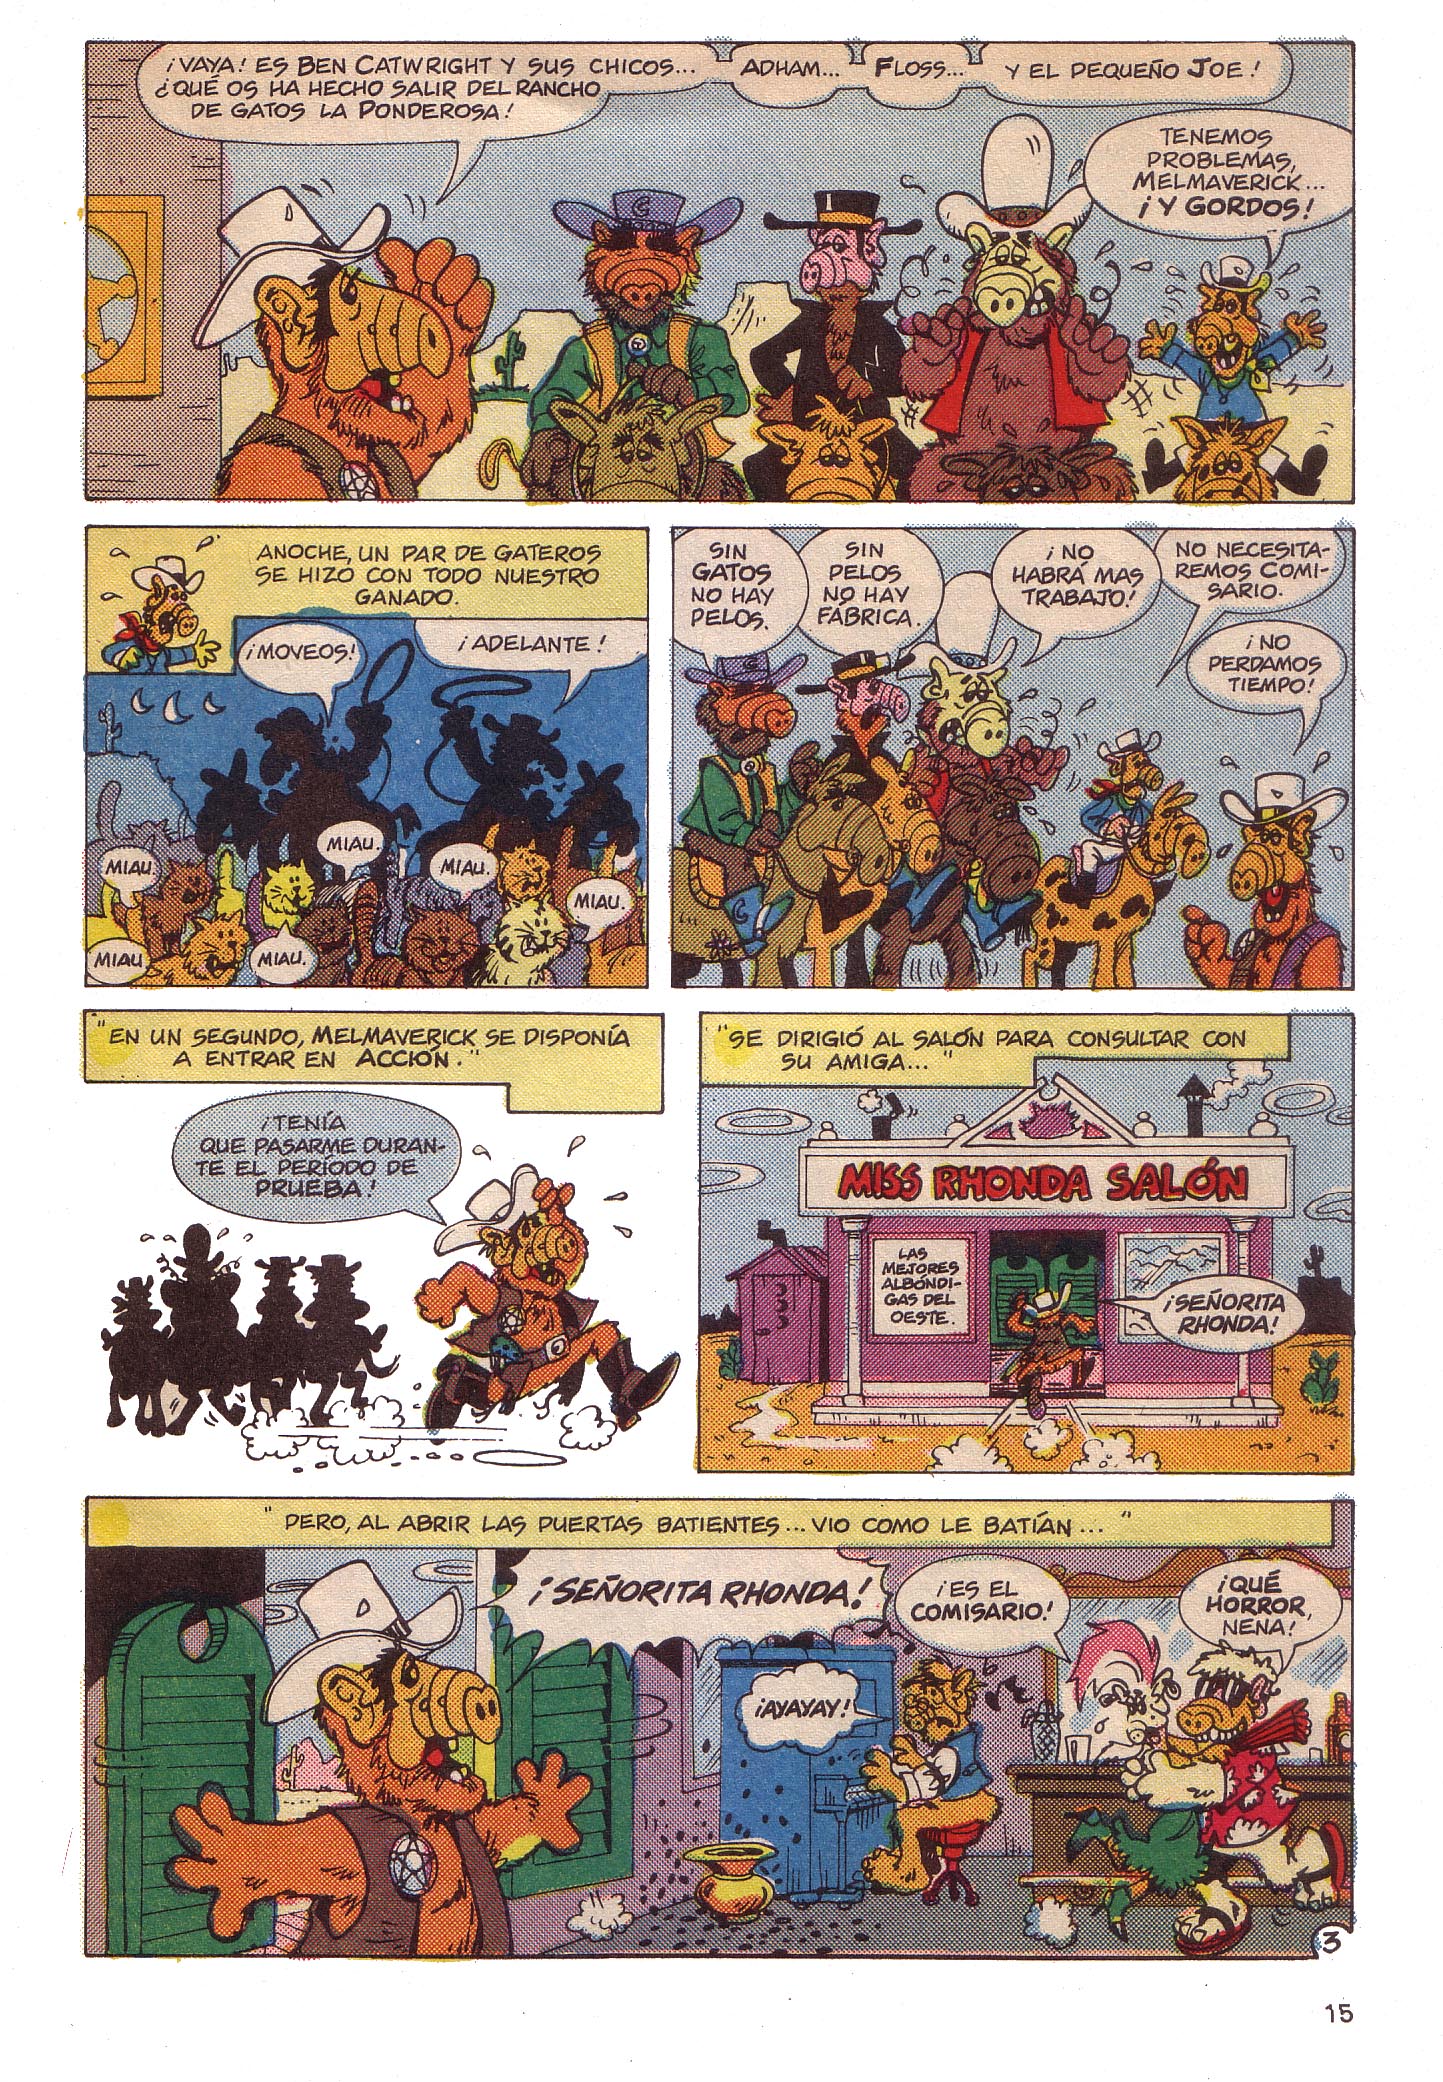 ¡VAYA! ES BEN CATWRIGHT Y SUS CHICOS...
¿QUÉ OS HA HECHO SALIR DEL RANCHO
DE GATOS LA PONDEROSA!
ADHAM...
FLOSS...
Y EL PEQUEÑO JOE!
TENEMOS
PROBLEMAS,
MELMAVERICK...
¡Y GORDOS!
C
ANOCHE, UN PAR DE GATEROS
SE HIZO CON TODO NUESTRO
GANADO.
¡MOVEOS!
¡ADELANTE!
MIAU.
MIAU.
MIAU.
MIAU.
MIAU
MIAU.
SIN
GATOS
NO HAY
PELOS.
SIN
PELOS
NO HAY
FÁBRICA.
¡NO
HABRÁ MAS
TRABAJO!
NO NECESITA-
REMOS COMI-
SARIO.
¡NO
PERDAMOS
TIEMPO!
C
"EN UN SEGUNDO, MELMAVERICK SE DISPONÍA
A ENTRAR EN ACCIÓN."
¡TENÍA
QUE PASARME DURAN-
TE EL PERÍODO DE
PRUEBA!
"SE DIRIGIÓ AL SALÓN PARA CONSULTAR CON
SU AMIGA..."
MISS RHONDA SALÓN
LAS
MEJORES
ALBÓNDI-
GAS DEL
OESTE.
¡SEÑORITA
RHONDA!
"PERO, AL ABRIR LAS PUERTAS BATIENTES... VIO COMO LE BATÍAN..."
¡SEÑORITA RHONDA!
¡AYAYAY!
¡ES EL
COMISARIO!
¡QUÉ
HORROR,
NENA!
3
15